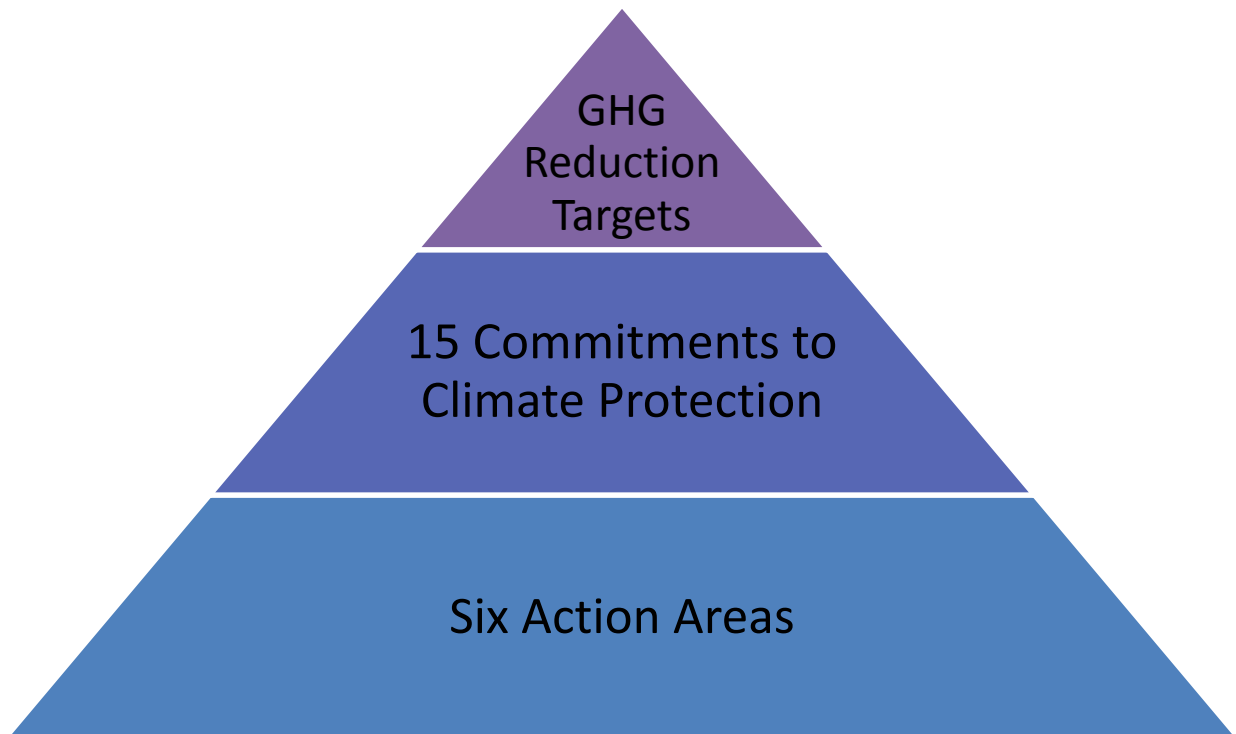 GHG
Reduction
Targets
15 Commitments to
Climate Protection
Six Action Areas